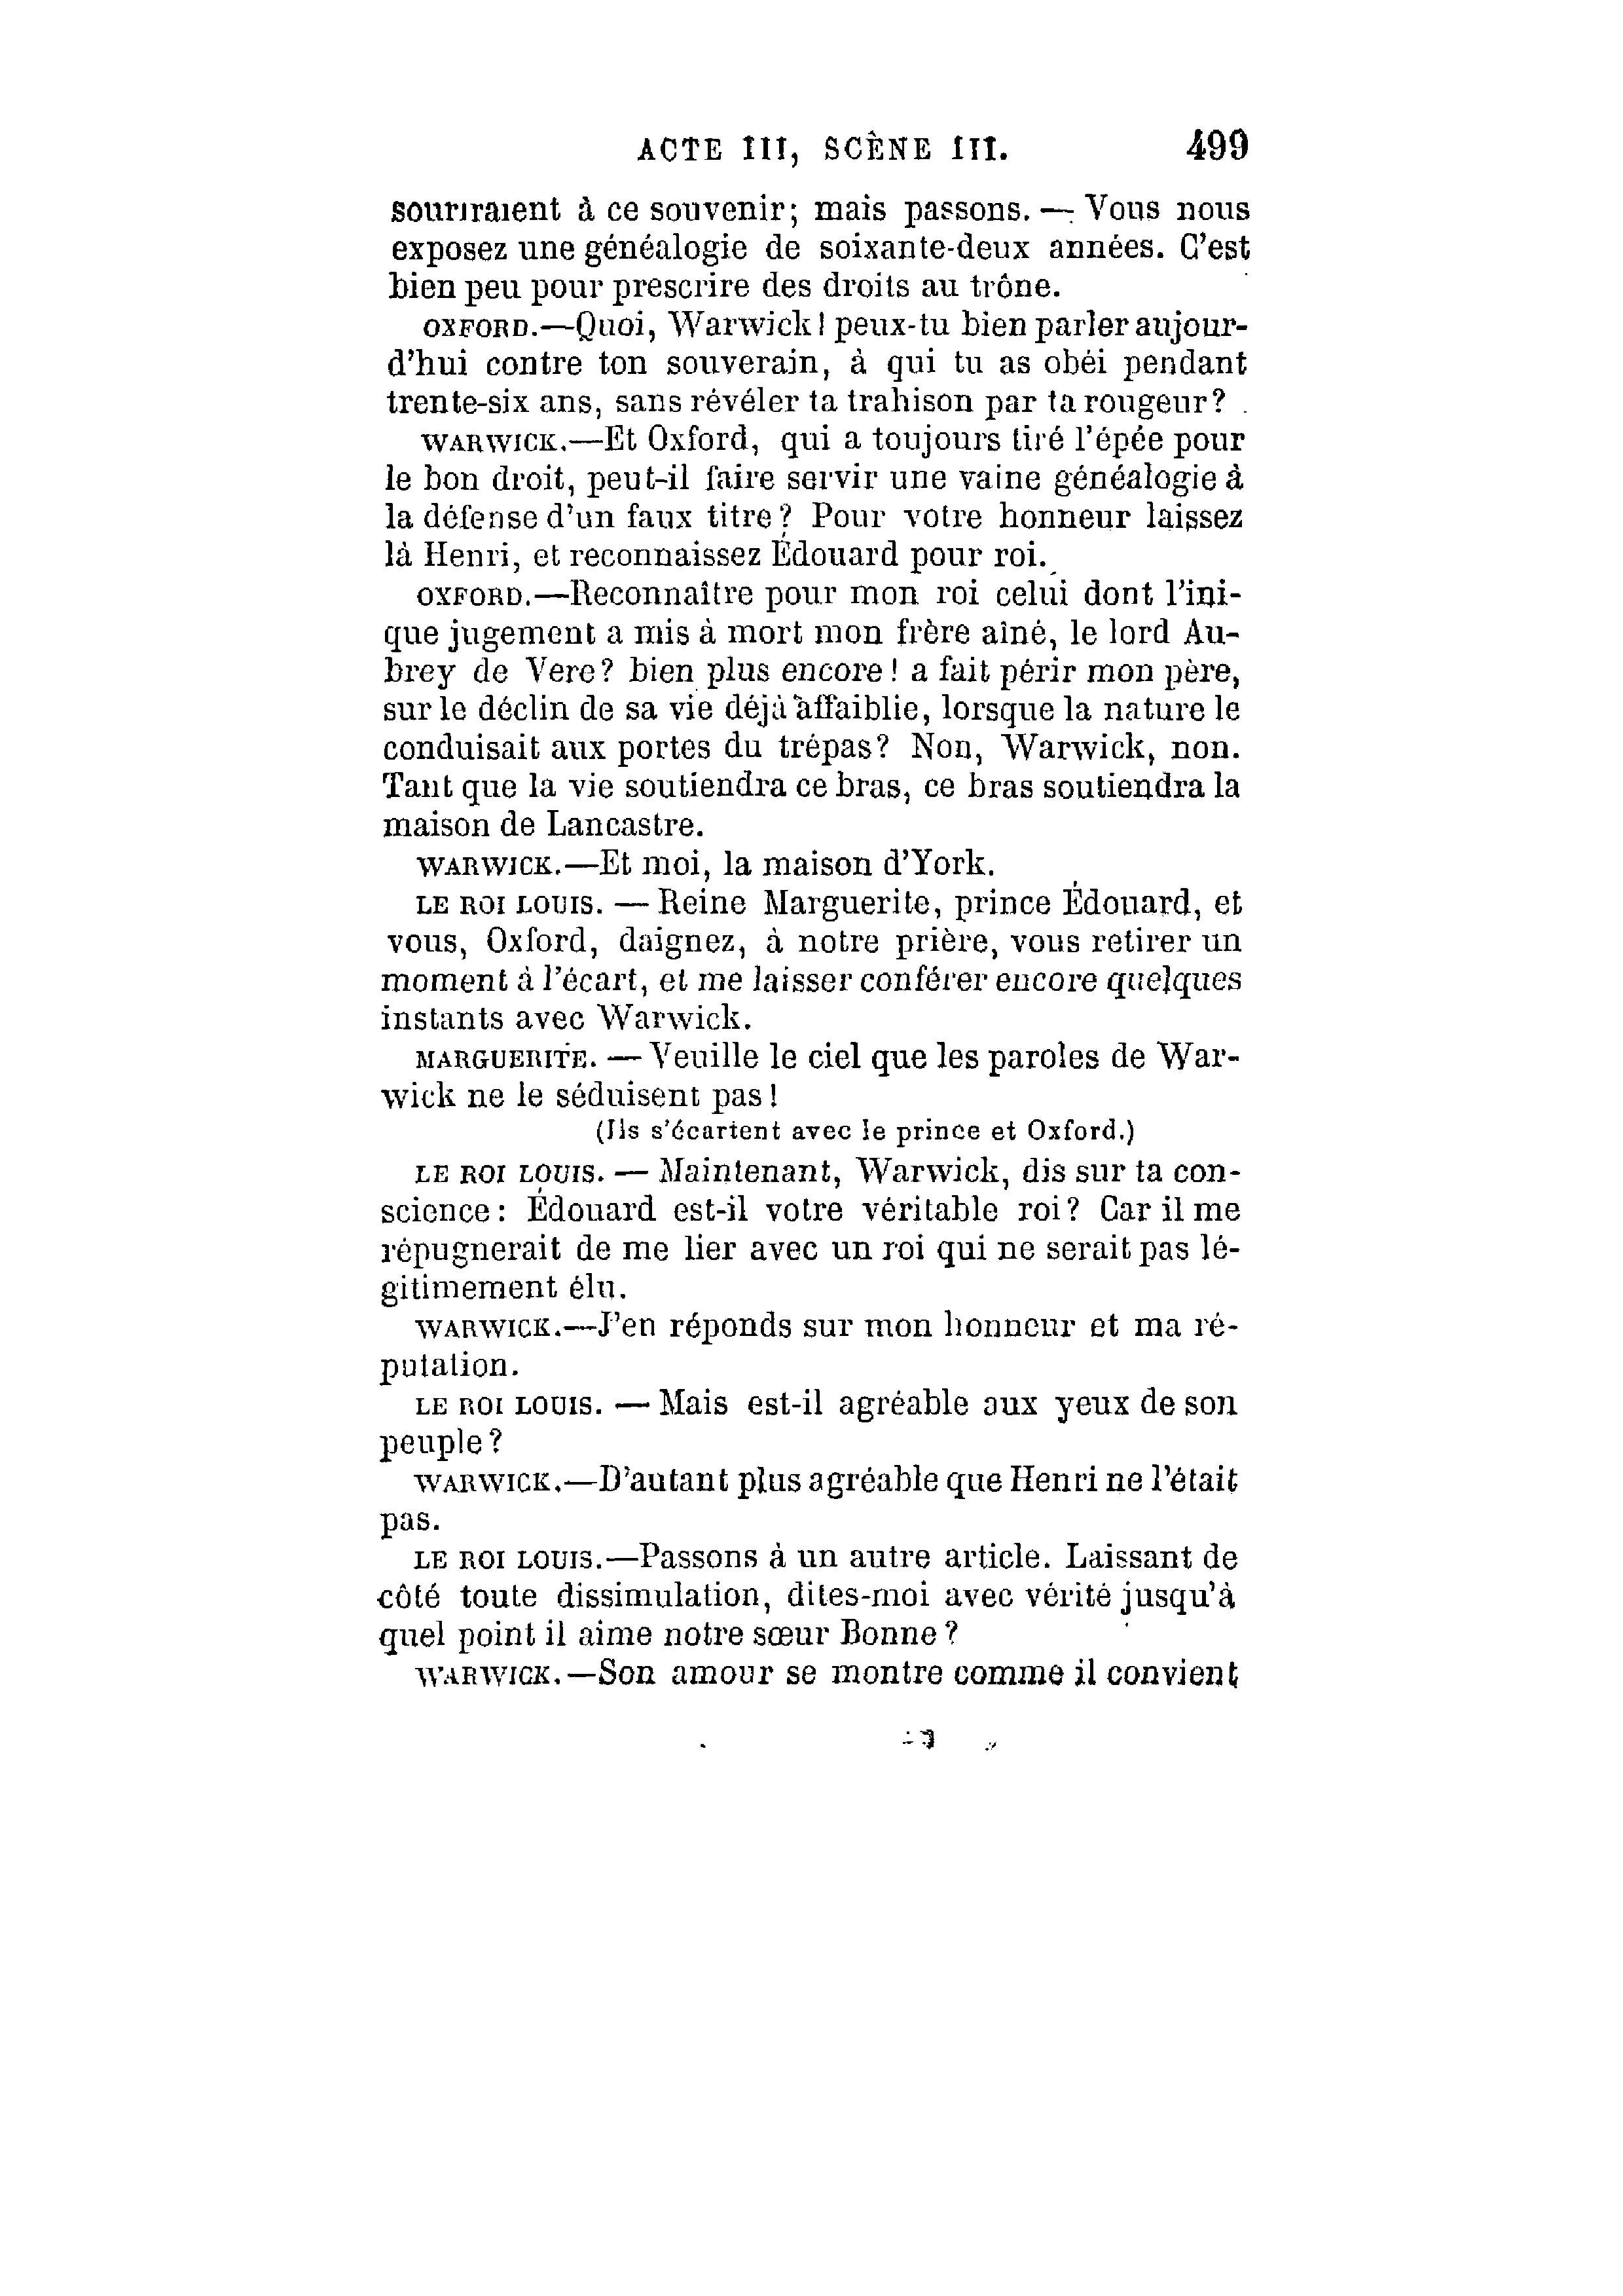 ACTE III, SCÈNE III. 499
souriraient à ce souvenir; mais passons. — Vous nous
exposez une généalogie de soixante-deux années. C'est
bien peu pour prescrire des droits au trône.
OXFORD.—Quoi, Warwick! peux-tu bien parler aujour-
d'hui contre ton souverain, à qui tu as obéi pendant
trente-six ans, sans révéler ta trahison par ta rougeur?
WARWICK.—Et Oxford, qui a toujours tiré l'épée pour
le bon droit, peut-il faire servir une vaine généalogie à
la défense d'un faux titre? Pour votre honneur laissez
là Henri, et reconnaissez Édouard pour roi.
OXFORD.—Reconnaître pour mon roi celui dont l'ini-
que jugement a mis à mort mon frère aîné, le lord Au-
brey de Vere? bien plus encore! a fait périr mon père,
sur le déclin de sa vie déjà affaiblie, lorsque la nature le
conduisait aux portes du trépas? Non, Warwick, non.
Tant que la vie soutiendra ce bras, ce bras soutiendra la
maison de Lancastre.
WARWICK.—Et moi, la maison d'York.
LE ROI LOUIS. — Reine Marguerite, prince Édouard, et
vous, Oxford, daignez, à notre prière, vous retirer un
moment à l'écart, et me laisser conférer encore quelques
instants avec Warwick.
MARGUERITE. — Veuille le ciel que les paroles de War-
wick ne le séduisent pas!
(Ils s'écartent avec le prince et Oxford.)
LE ROI LOUIS. — Maintenant, Warwick, dis sur ta con-
science: Édouard est-il votre véritable roi? Car il me
répugnerait de me lier avec un roi qui ne serait pas lé-
gitimement élu.
WARWICK.—J'en réponds sur mon honneur et ma ré-
putation.
LE ROI LOUIS. — Mais est-il agréable aux yeux de son
peuple?
WARWICK.—D'autant plus agréable que Henri ne l'était
pas.
LE ROI LOUIS.—Passons à un autre article. Laissant de
côté toute dissimulation, dites-moi avec vérité jusqu'à
quel point il aime notre sœur Bonne?
WARWICK.—Son amour se montre comme il convient